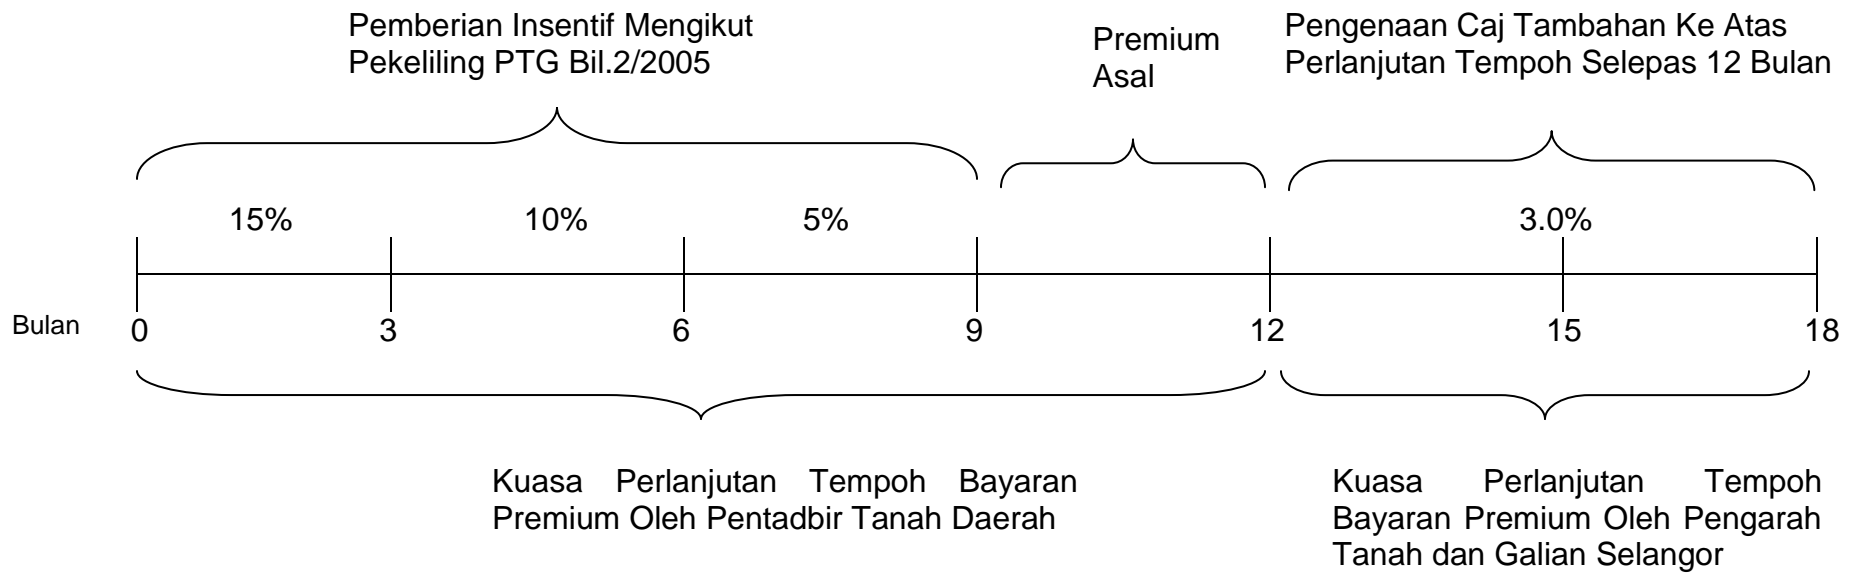 Pemberian Insentif Mengikut
Pekeliling PTG Bil.2/2005
Premium
Asal
Pengenaan Caj Tambahan Ke Atas
Perlanjutan Tempoh Selepas 12 Bulan
15%
10%
5%
3.0%
Bulan
0
3
6
9
12
15
18
Kuasa Perlanjutan Tempoh Bayaran
Premium Oleh Pentadbir Tanah Daerah
Kuasa Perlanjutan Tempoh
Bayaran Premium Oleh Pengarah
Tanah dan Galian Selangor